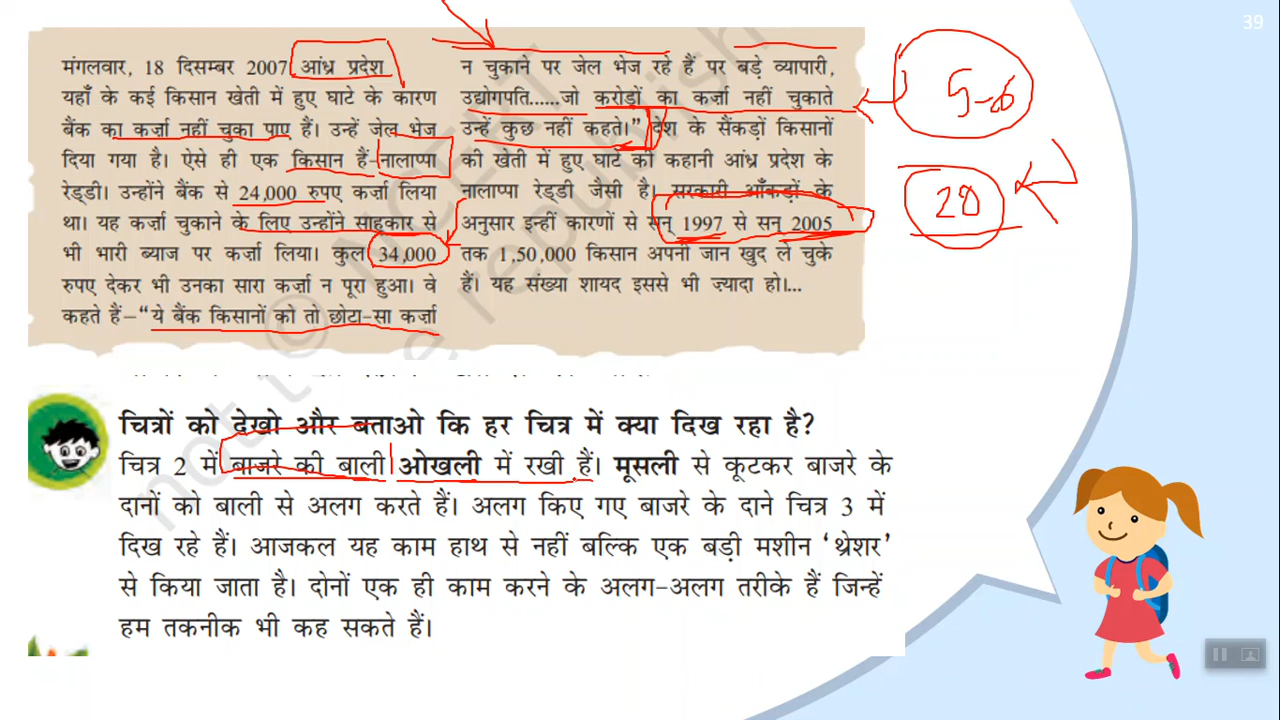 39
मंगलवार, 18 दिसम्बर 2007 आंध्र प्रदेश
यहाँ के कई किसान खेती में हुए घाटे के कारण
बैंक का कर्ज़ा नहीं चुका पाए हैं। उन्हें जेल भेज
दिया गया है। ऐसे ही एक किसान हैं-नालाप्पा
रेड्डी। उन्होंने बैंक से 24,000 रुपए कर्ज़ा लिया
था। यह कर्ज़ा चुकाने के लिए उन्होंने साहूकार से
भी भारी ब्याज पर कर्ज़ा लिया। कुल 34,000
रुपए देकर भी उनका सारा कर्ज़ा न पूरा हुआ। वे
कहते हैं–“ये बैंक किसानों को तो छोटा-सा कर्ज़ा
न चुकाने पर जेल भेज रहे हैं पर बड़े व्यापारी,
उद्योगपति......जो करोड़ों का कर्ज़ा नहीं चुकाते
उन्हें कुछ नहीं कहते।” देश के सैंकड़ों किसानों
की खेती में हुए घाटे की कहानी आंध्र प्रदेश के
नालाप्पा रेड्डी जैसी है। सरकारी आँकड़ों के
अनुसार इन्हीं कारणों से सन् 1997 से सन् 2005
तक 1,50,000 किसान अपनी जान खुद ले चुके
हैं। यह संख्या शायद इससे भी ज़्यादा हो।...
5-6
20
चित्रों को देखो और बताओ कि हर चित्र में क्या दिख रहा है?
चित्र 2 में बाजरे की बाली ओखली में रखी हैं। मूसली से कूटकर बाजरे के
दानों को बाली से अलग करते हैं। अलग किए गए बाजरे के दाने चित्र 3 में
दिख रहे हैं। आजकल यह काम हाथ से नहीं बल्कि एक बड़ी मशीन ‘थ्रेशर’
से किया जाता है। दोनों एक ही काम करने के अलग-अलग तरीके हैं जिन्हें
हम तकनीक भी कह सकते हैं।